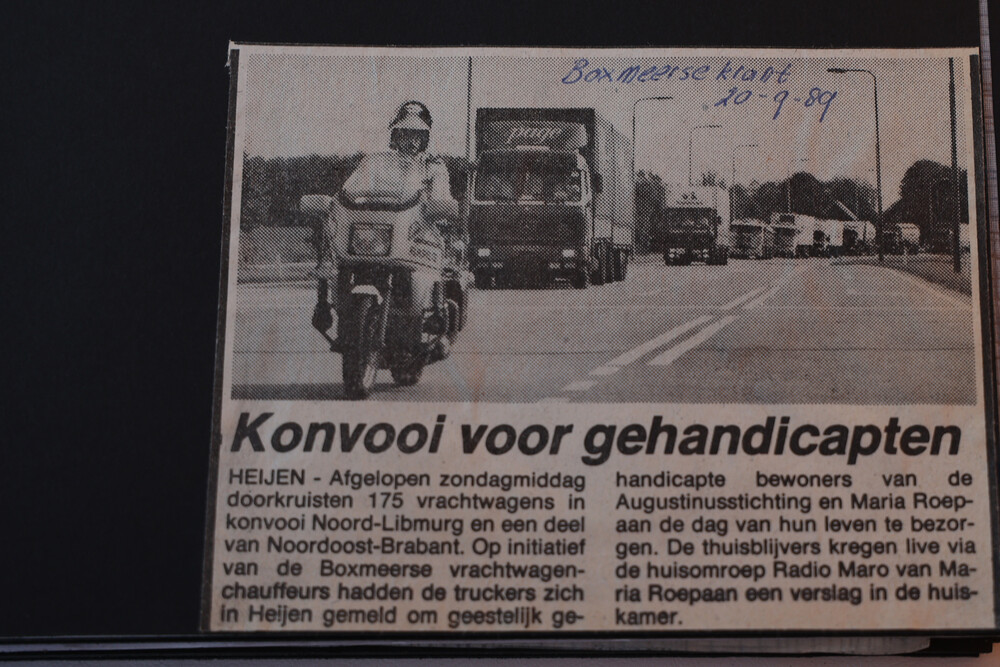 Boxmeerse krant
20-9-89
page
Konvooi voor gehandicapten
HEIJEN - Afgelopen zondagmiddag
doorkruisten 175 vrachtwagens in
konvooi Noord-Libmurg en een deel
van Noordoost-Brabant. Op initiatief
van de Boxmeerse vrachtwagen-
chauffeurs hadden de truckers zich
in Heijen gemeld om geestelijk ge-
handicapte bewoners van de
Augustinusstichting en Maria Roep-
aan de dag van hun leven te bezor-
gen. De thuisblijvers kregen live via
de huisomroep Radio Maro van Ma-
ria Roepaan een verslag in de huis-
kamer.